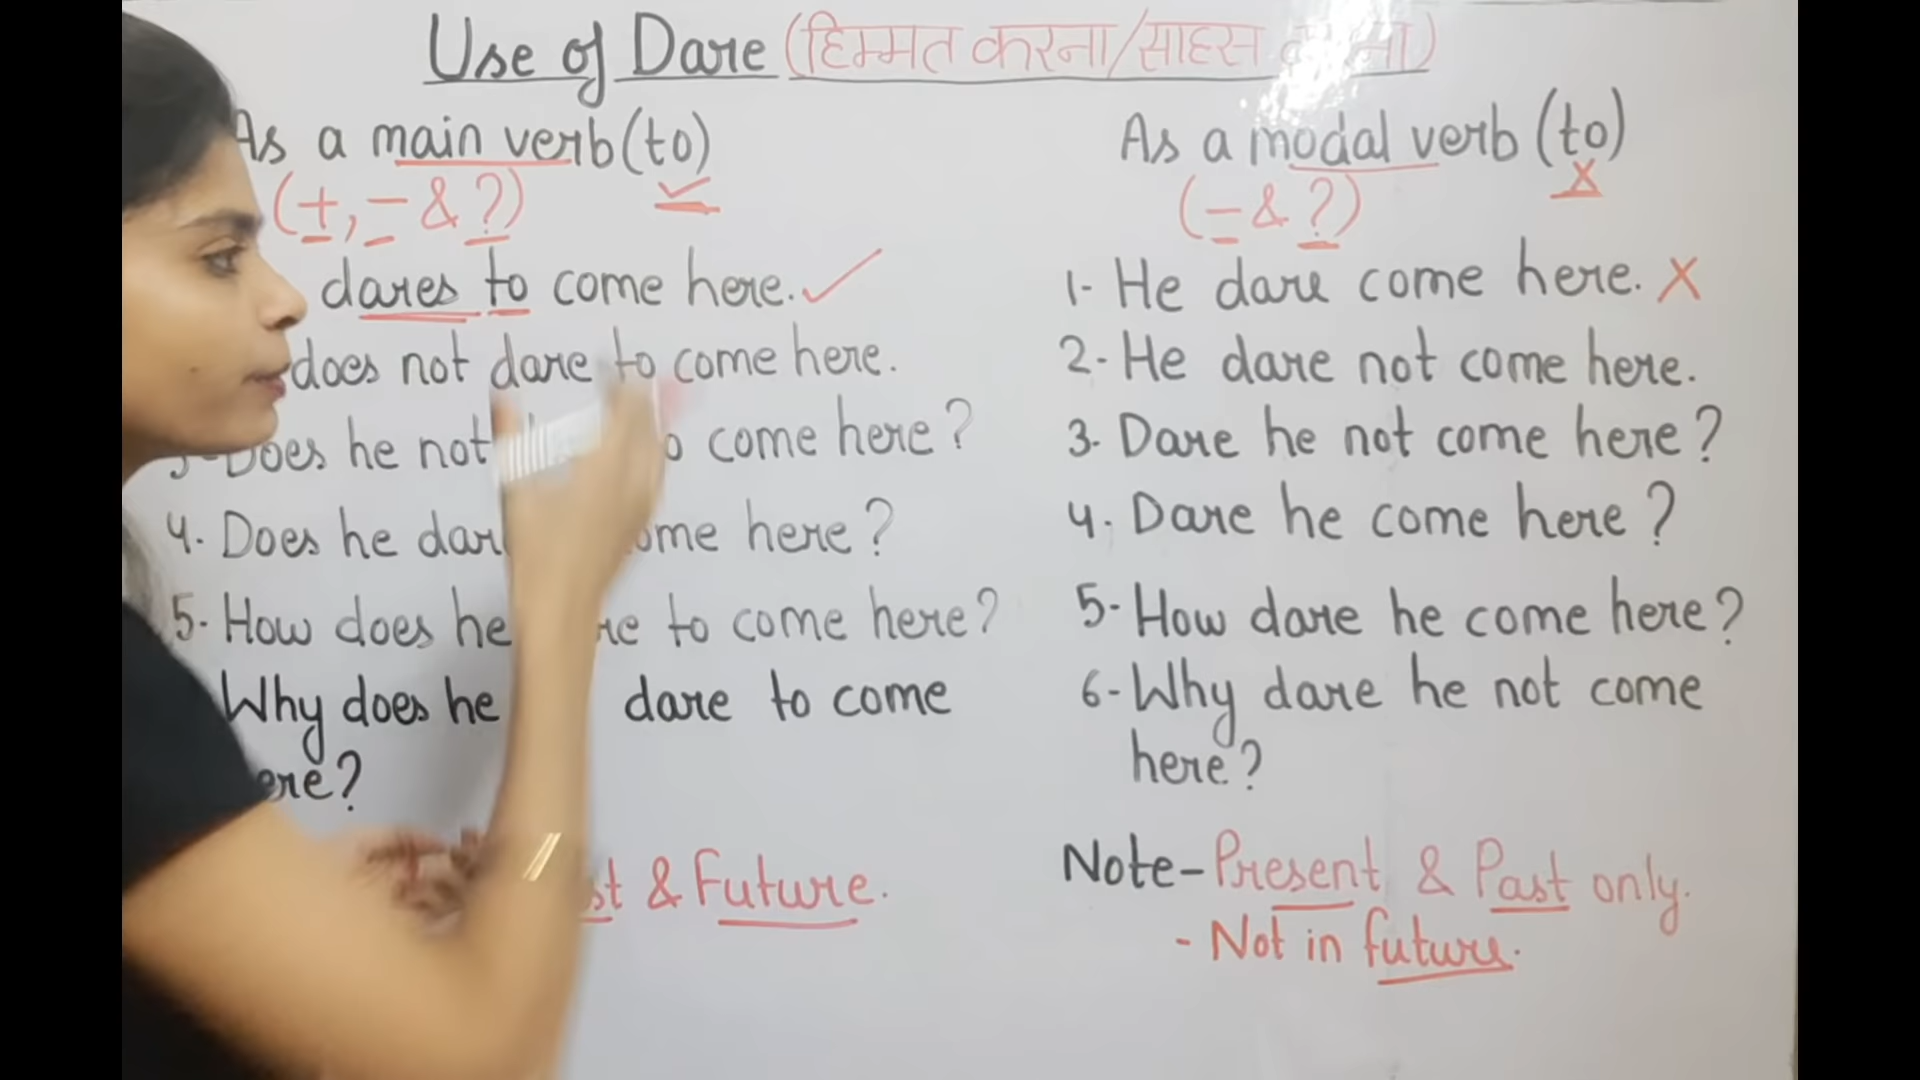 Use of Dare (हिम्मत करना/साहस
As a main verb (to)
(+, - & ?)
dares to come here.
does not dare to come here.
Does he not come here?
4. Does he come here?
5. How does he to come here?
Why does he dare to come
As a modal verb (to)
X
(- & ?)
1- He dare come here. X
2- He dare not come here.
3. Dare he not come here?
4. Dare he come here?
5- How dare he come here?
6- Why dare he not come
here?
& Future.
Note- Present & Past only.
- Not in future.